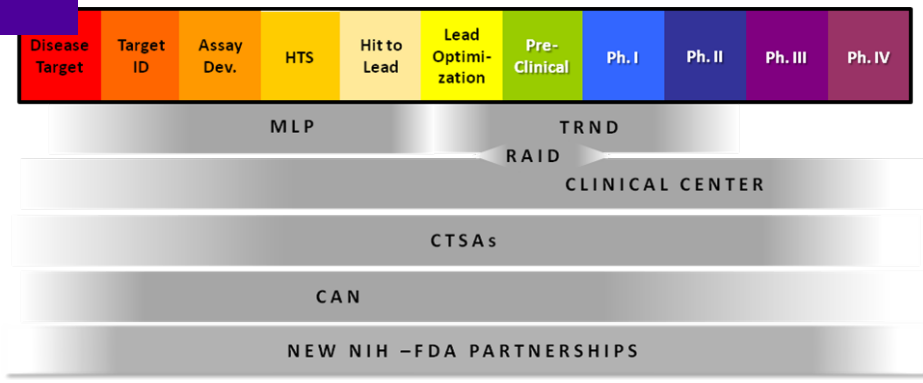 Disease Target
Target ID
Assay Dev.
HTS
Hit to Lead
Lead Optimi-zation
Pre-Clinical
Ph. I
Ph. II
Ph. III
Ph. IV
MLP
TRND
RAID
CLINICAL CENTER
CTSAs
CAN
NEW NIH –FDA PARTNERSHIPS